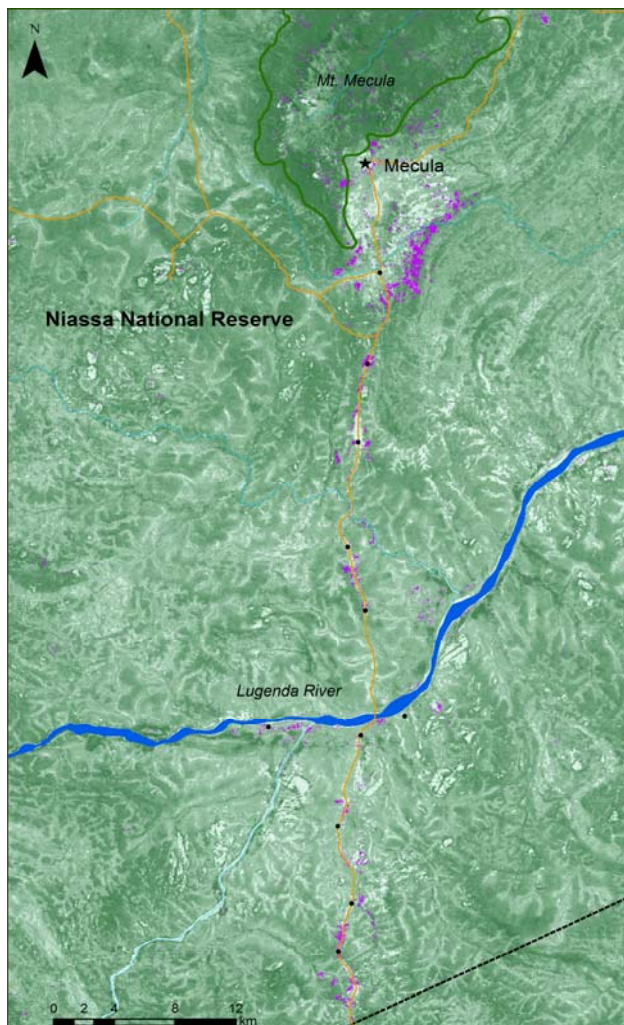 N
Mt. Mecula
Mecula
Niassa National Reserve
Lugenda River
0 2 4 8 12
km